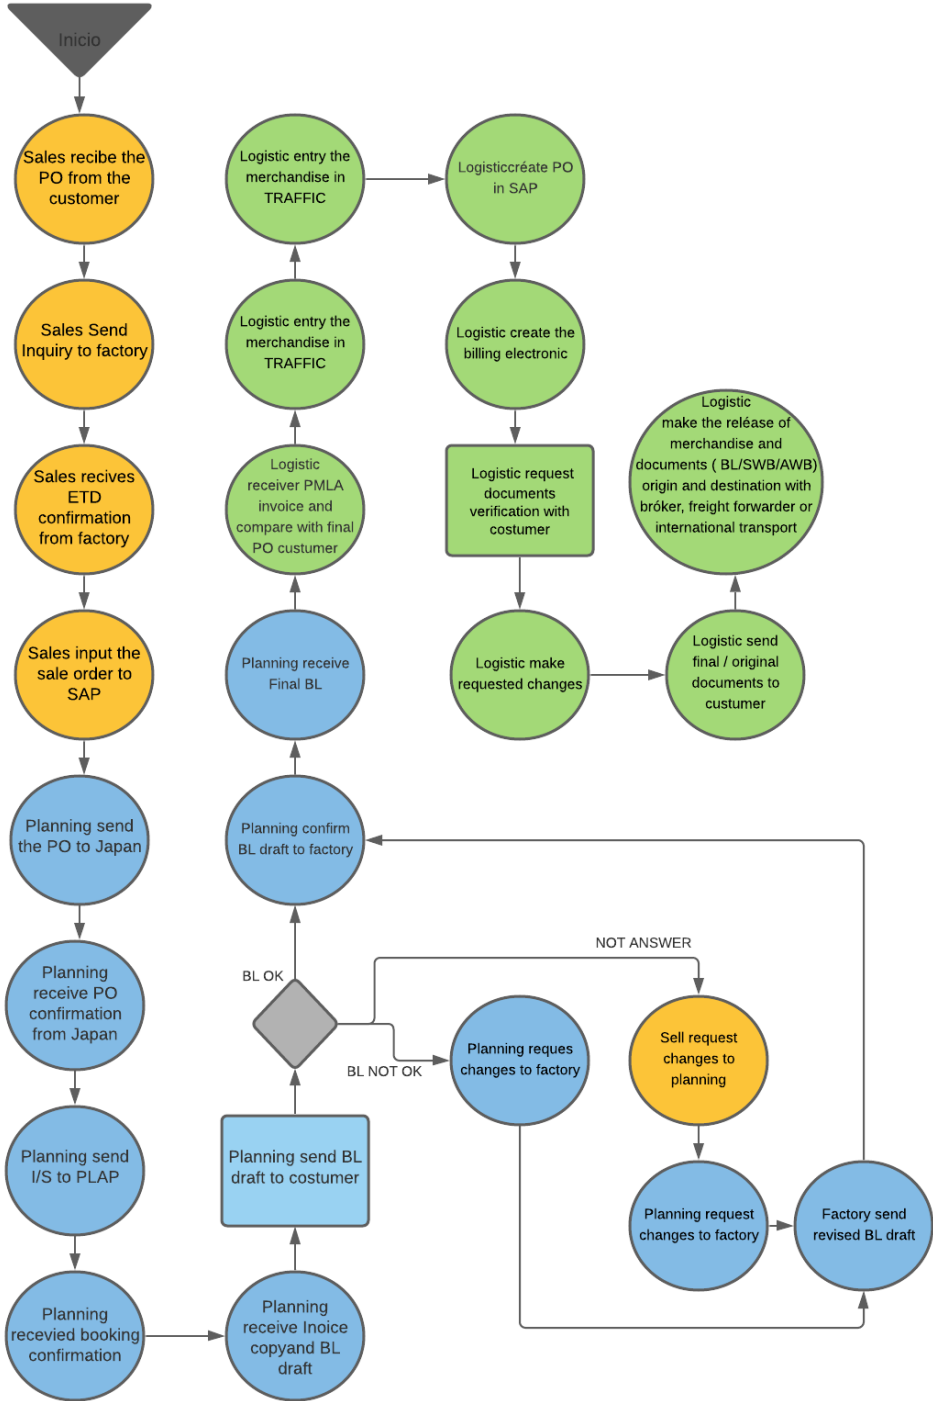 Inicio
Sales recibe the
PO from the
customer
Sales Send
Inquiry to factory
Sales recives
ETD
confirmation
from factory
Sales input the
sale order to
SAP
Planning send
the PO to Japan
Planning
receive PO
confirmation
from Japan
Planning send
I/S to PLAP
Planning
recevied booking
confirmation
Planning
receive Inoice
copyand BL
draft
Planning send BL
draft to costumer
BL OK
BL NOT OK
NOT ANSWER
Planning confirm
BL draft to factory
Planning receive
Final BL
Logistic
receiver PMLA
invoice and
compare with final
PO custumer
Logistic entry the
merchandise in
TRAFFIC
Logistic entry the
merchandise in
TRAFFIC
Logisticcréate PO
in SAP
Logistic create the
billing electronic
Logistic request
documents
verification with
costumer
Logistic make
requested changes
Logistic send
final / original
documents to
custumer
Logistic
make the reléase of
merchandise and
documents ( BL/SWB/AWB)
origin and destination with
bróker, freight forwarder or
international transport
Planning reques
changes to factory
Sell request
changes to
planning
Planning request
changes to factory
Factory send
revised BL draft